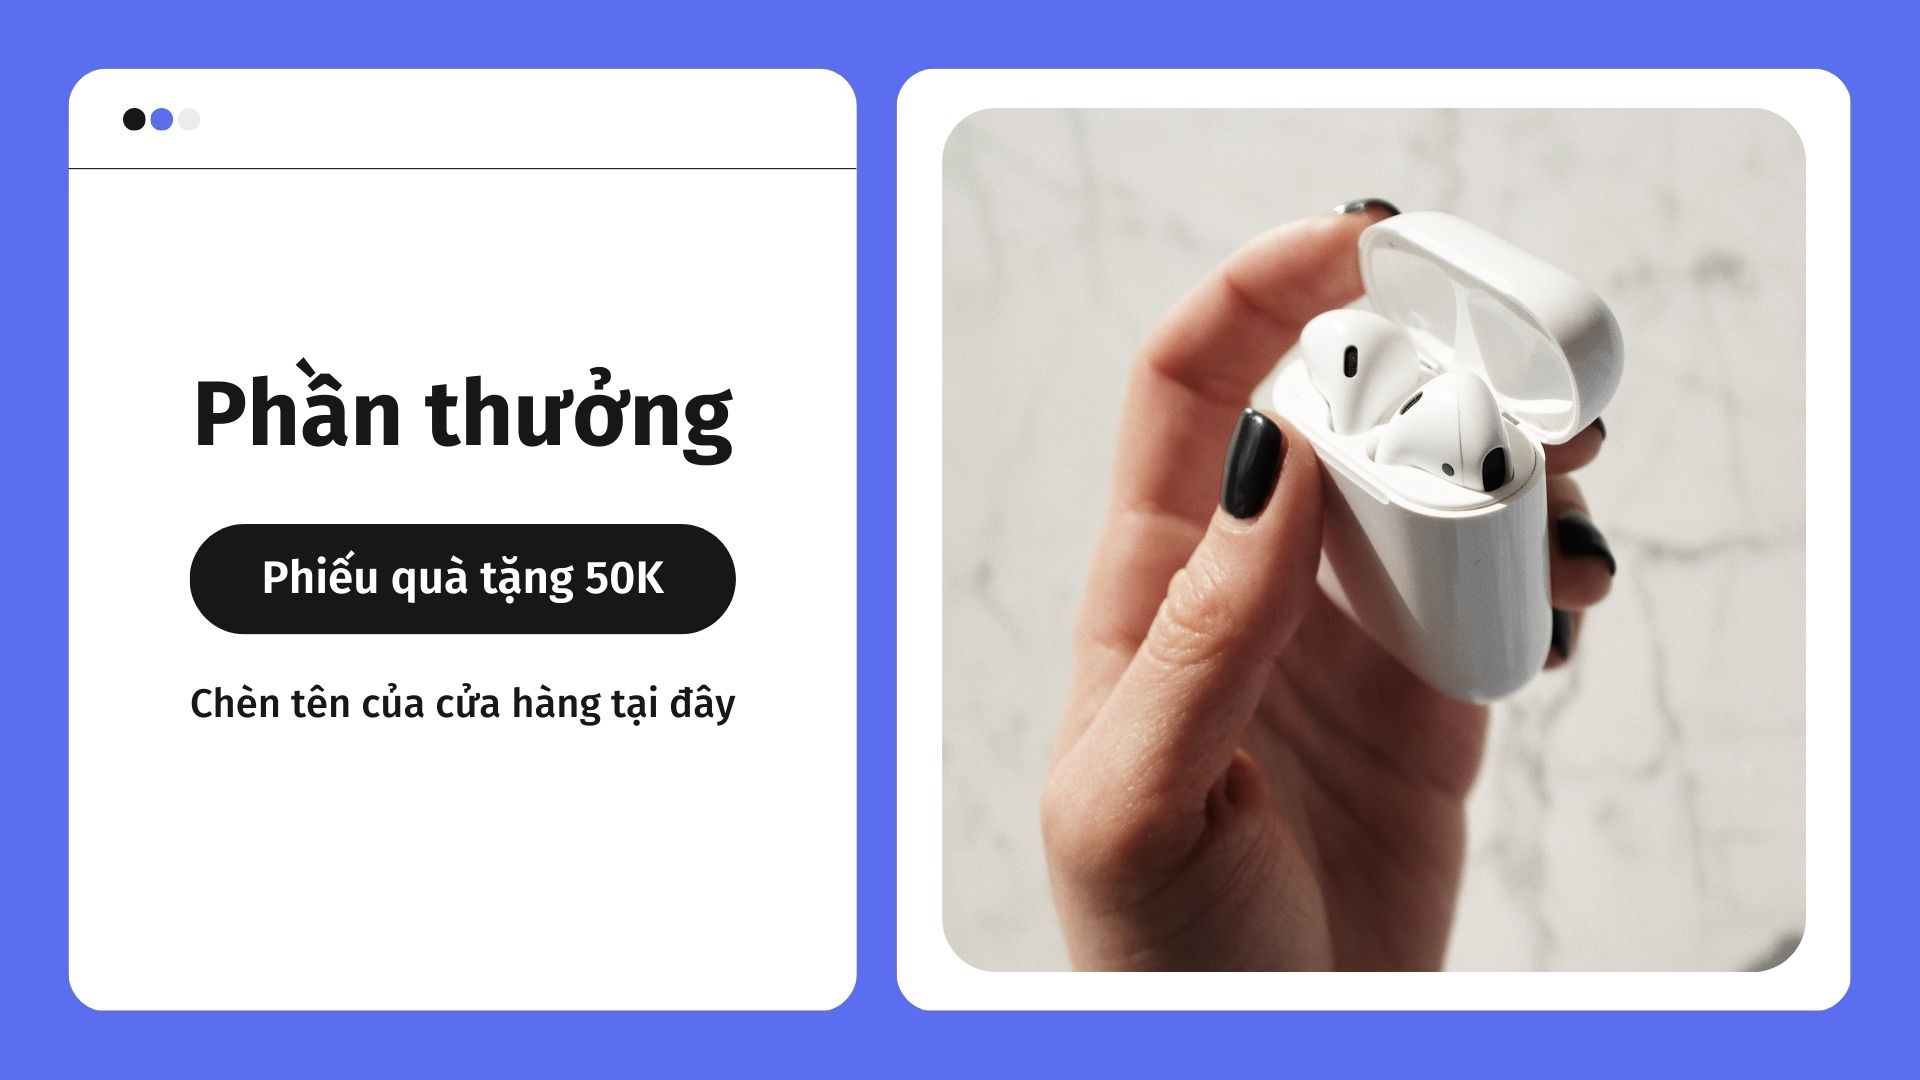 Phần thưởng
Phiếu quà tặng 50K
Chèn tên của cửa hàng tại đây